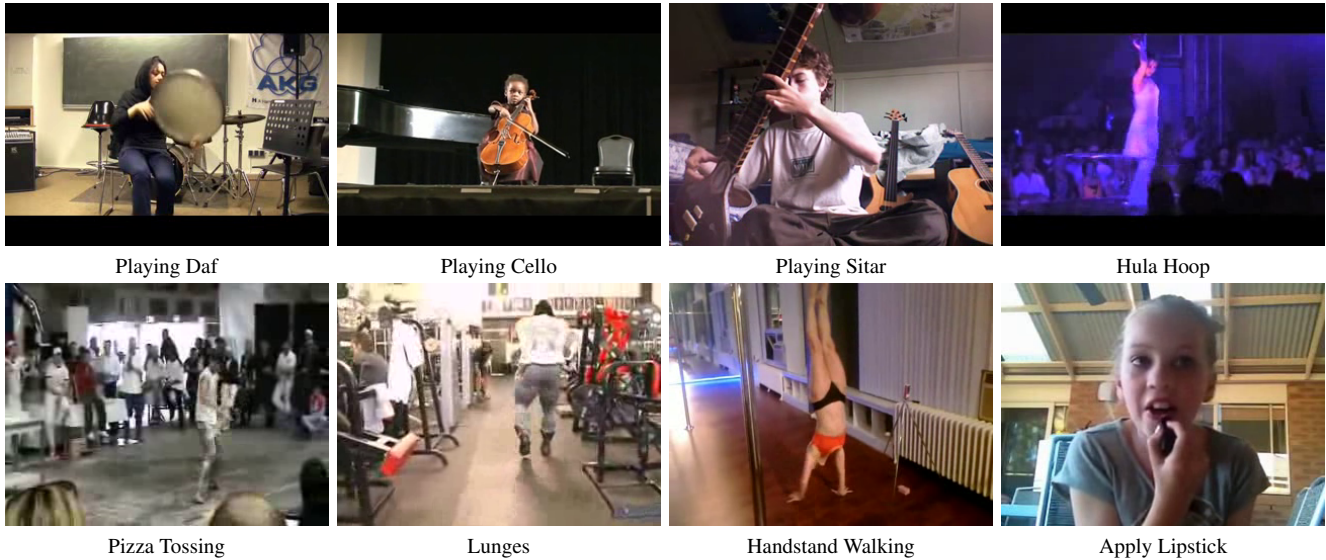 AKG
Playing Daf
Playing Cello
Playing Sitar
Hula Hoop
Pizza Tossing
Lunges
Handstand Walking
Apply Lipstick